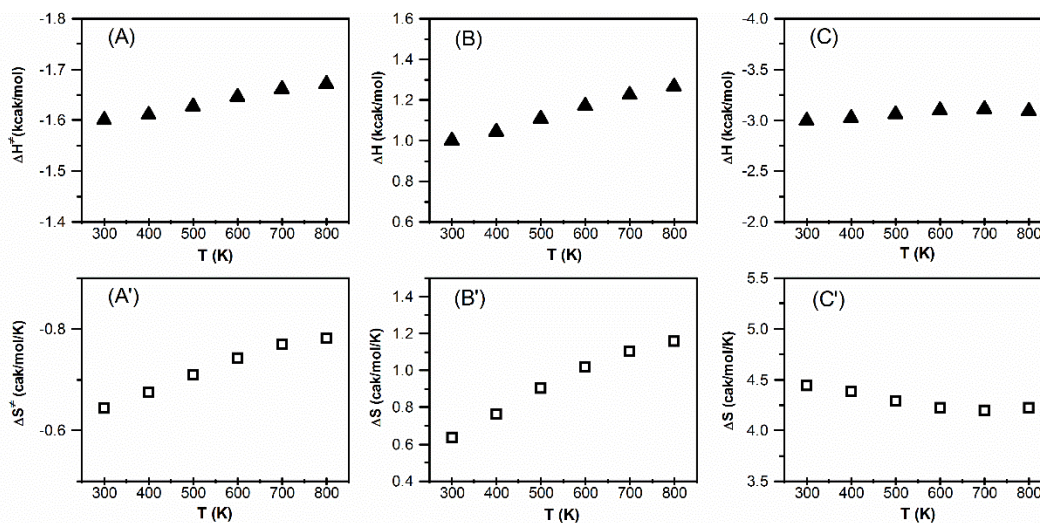 (A)
-1.8
-1.7
-1.6
-1.5
-1.4
ΔH≠(kcak/mol)
300 400 500 600 700 800
T (K)
(B)
1.6
1.4
1.2
1.0
0.8
0.6
ΔH (kcak/mol)
300 400 500 600 700 800
T (K)
(C)
-4.0
-3.5
-3.0
-2.5
-2.0
ΔH (kcak/mol)
300 400 500 600 700 800
T (K)
(A')
-0.8
-0.6
ΔS≠ (cak/mol/K)
300 400 500 600 700 800
T (K)
(B')
1.4
1.2
1.0
0.8
0.6
0.4
ΔS (cak/mol/K)
300 400 500 600 700 800
T (K)
(C')
5.5
5.0
4.5
4.0
3.5
ΔS (cak/mol/K)
300 400 500 600 700 800
T (K)